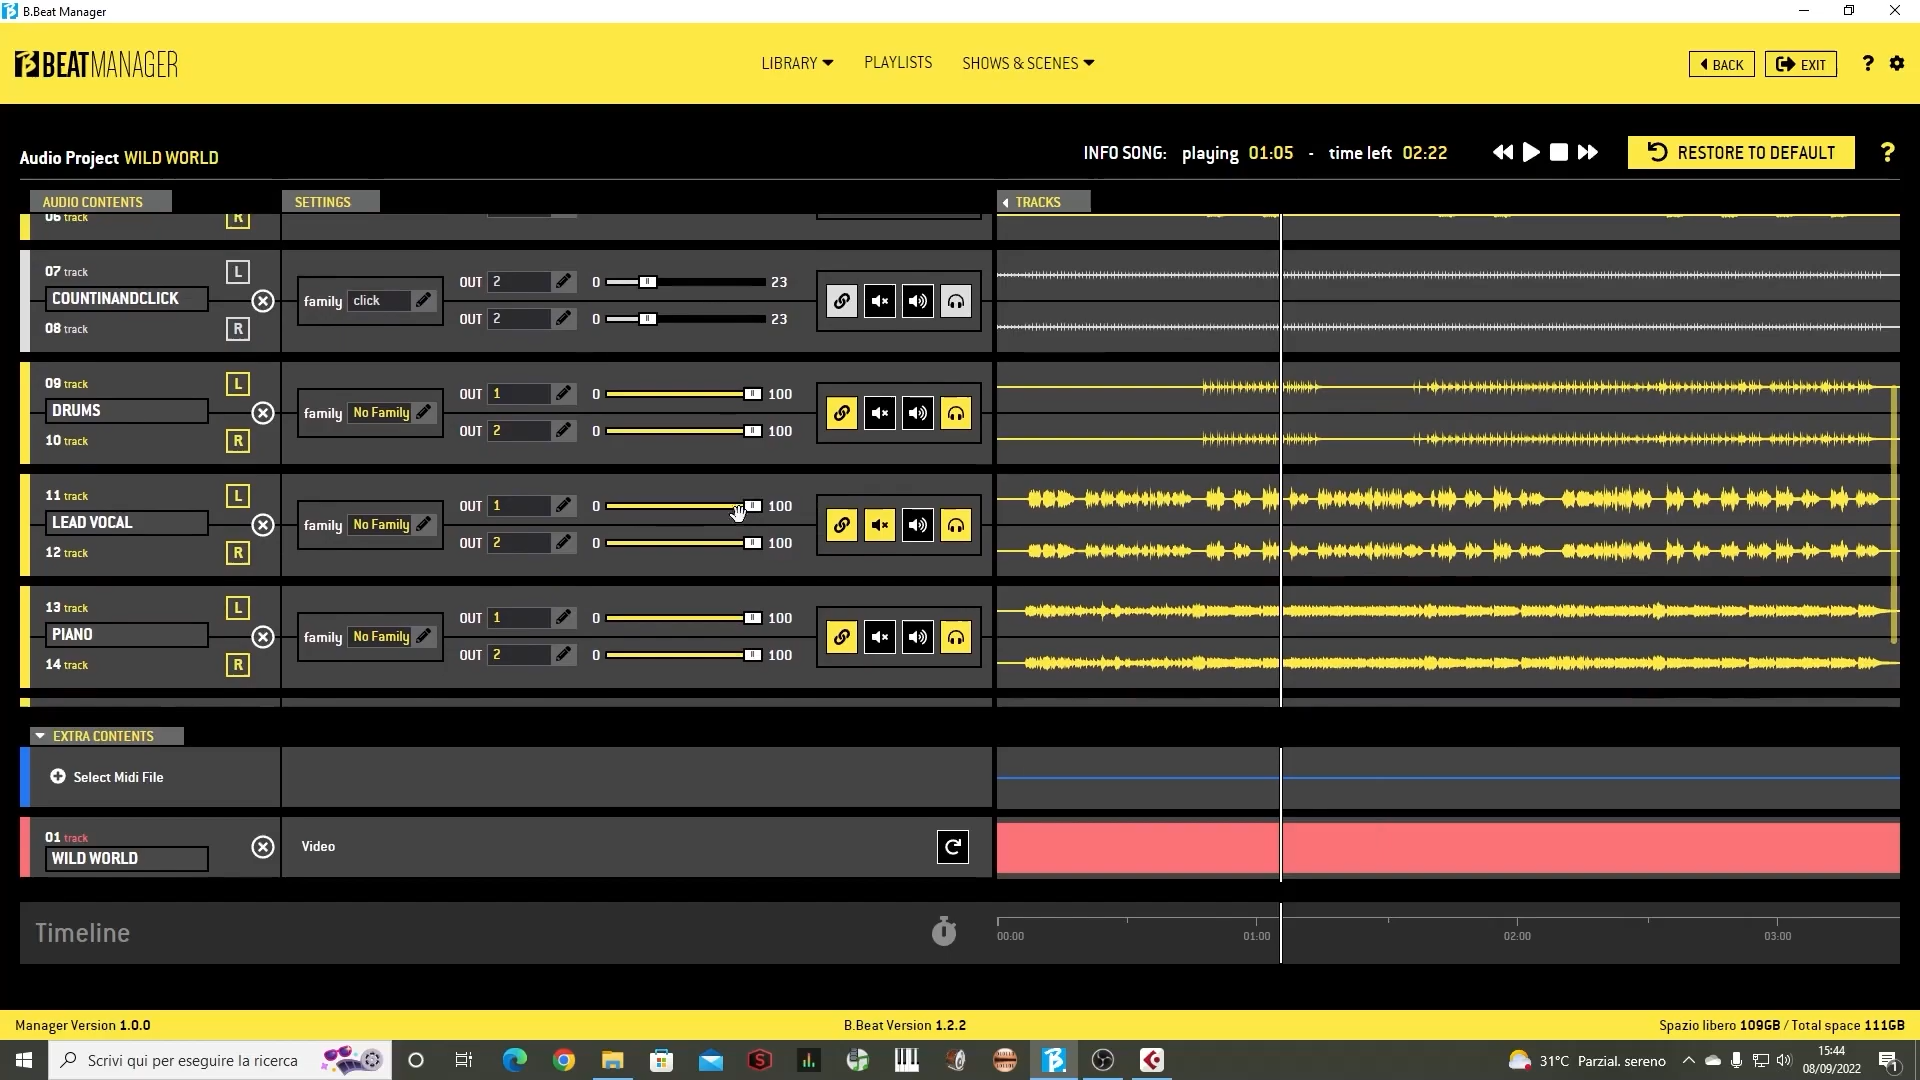 B.Beat Manager
BEATMANAGER
LIBRARY
PLAYLISTS
SHOWS & SCENES
BACK
EXIT
?
Audio Project WILD WORLD
INFO SONG: playing 01:05 - time left 02:22
RESTORE TO DEFAULT
?
AUDIO CONTENTS
SETTINGS
TRACKS
06 track
R
07 track
L
COUNTINANDCLICK
08 track
R
family click
OUT 2
0
23
OUT 2
0
23
09 track
L
DRUMS
10 track
R
family No Family
OUT 1
0
100
OUT 2
0
100
11 track
L
LEAD VOCAL
12 track
R
family No Family
OUT 1
0
100
OUT 2
0
100
13 track
L
PIANO
14 track
R
family No Family
OUT 1
0
100
OUT 2
0
100
EXTRA CONTENTS
Select Midi File
01 track
WILD WORLD
Video
Timeline
00:00
01:00
02:00
03:00
Manager Version 1.0.0
B.Beat Version 1.2.2
Spazio libero 109GB / Total space 111GB
Scrivi qui per eseguire la ricerca
31°C Parzial. sereno
15:44
08/09/2022
1